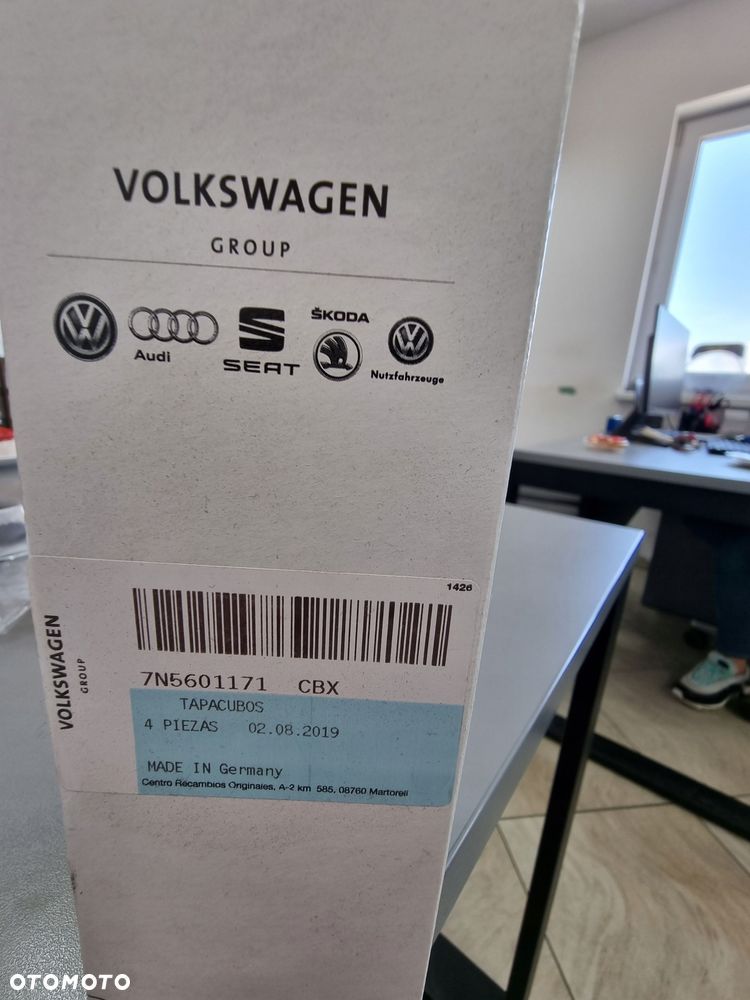 VOLKSWAGEN
GROUP
Audi
SEAT
ŠKODA
Nutzfahrzeuge
1426
VOLKSWAGEN
GROUP
7N5601171 CBX
TAPACUBOS
4 PIEZAS 02.08.2019
MADE IN Germany
Centro Recambios Originales, A-2 km 585, 08760 Martorell
OTOMOTO